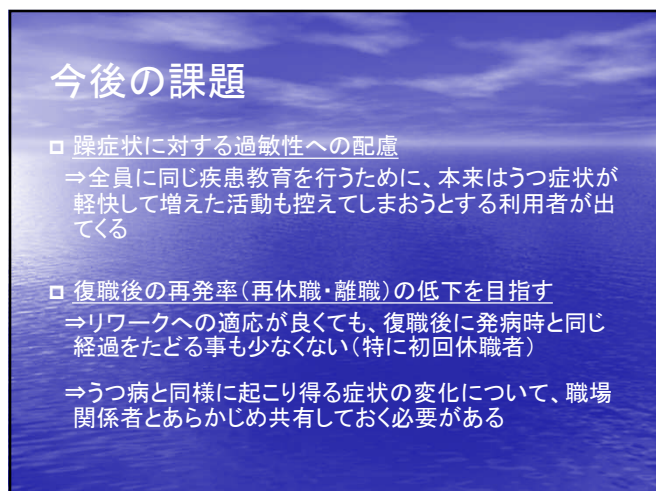 今後の課題
躁症状に対する過敏性への配慮
⇒全員に同じ疾患教育を行うために、本来はうつ症状が
軽快して増えた活動も控えてしまおうとする利用者が出
てくる
復職後の再発率(再休職・離職)の低下を目指す
⇒リワークへの適応が良くても、復職後に発病時と同じ
経過をたどる事も少なくない(特に初回休職者)
⇒うつ病と同様に起こり得る症状の変化について、職場
関係者とあらかじめ共有しておく必要がある